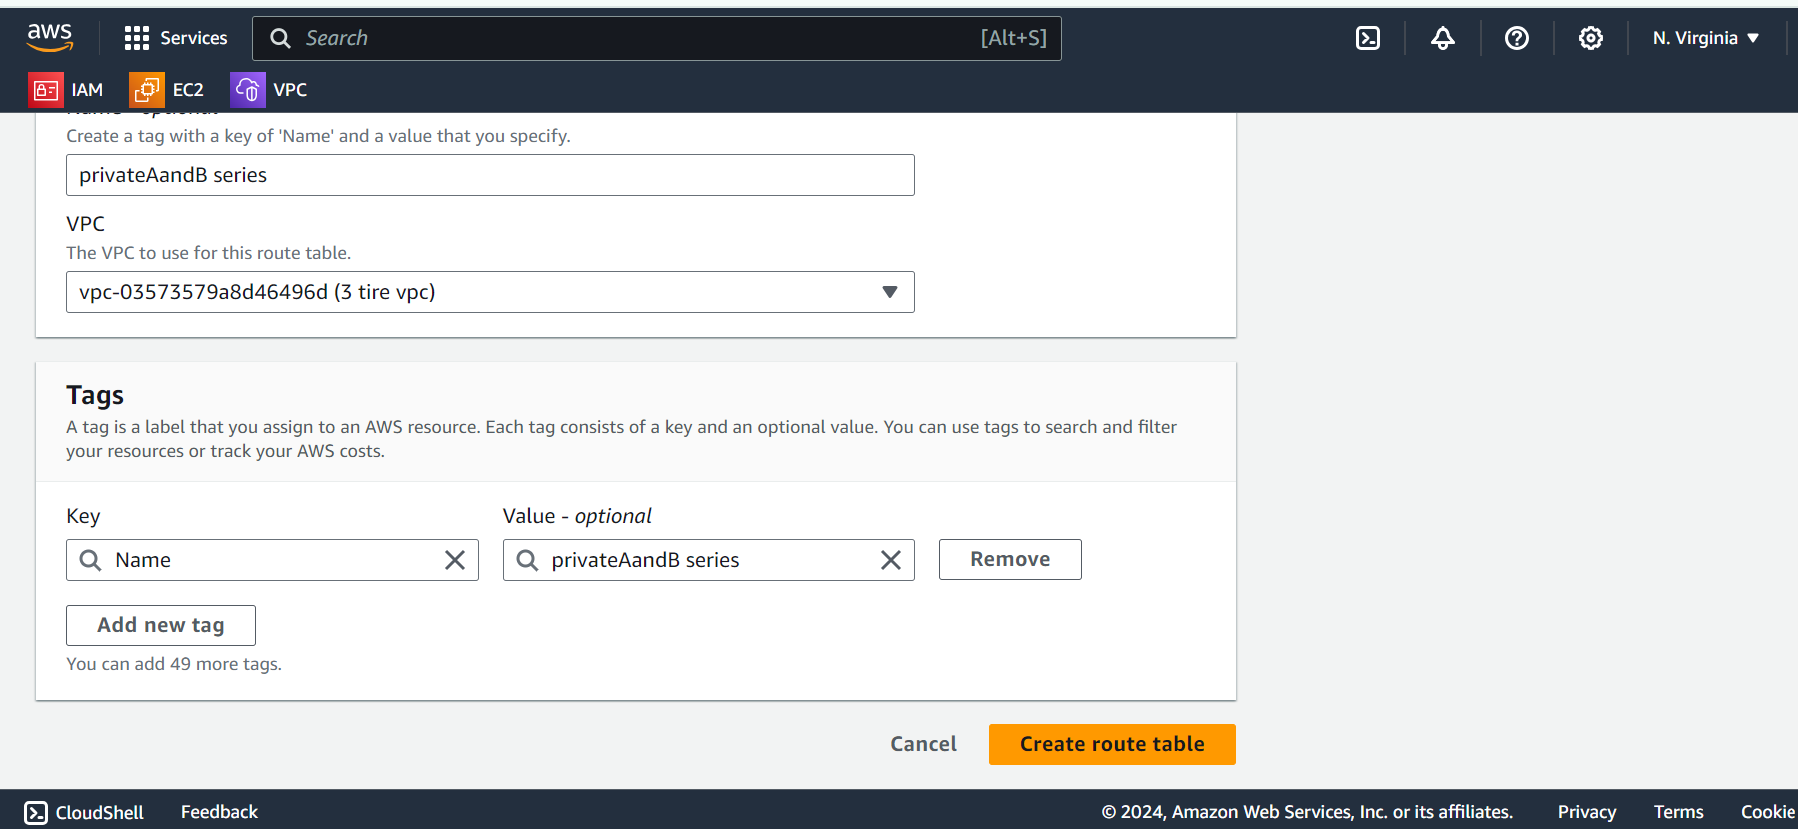 aws
Services
Search
[Alt+S]
N. Virginia
IAM
EC2
VPC
Name - optional
Create a tag with a key of 'Name' and a value that you specify.
privateAandB series
VPC
The VPC to use for this route table.
vpc-03573579a8d46496d (3 tire vpc)
Tags
A tag is a label that you assign to an AWS resource. Each tag consists of a key and an optional value. You can use tags to search and filter
your resources or track your AWS costs.
Key
Value - optional
Name
privateAandB series
Remove
Add new tag
You can add 49 more tags.
Cancel
Create route table
CloudShell
Feedback
© 2024, Amazon Web Services, Inc. or its affiliates.
Privacy
Terms
Cookie